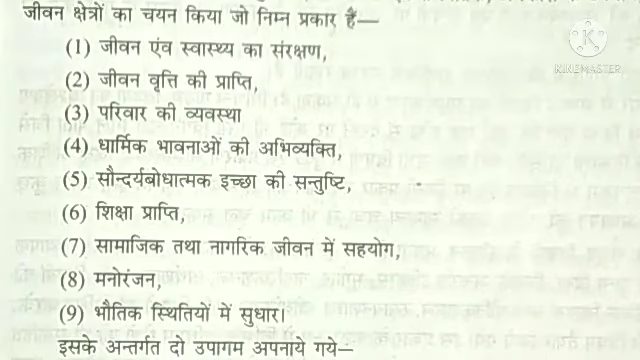 जीवन क्षेत्रों का चयन किया जो निम्न प्रकार हैं—
(1) जीवन एंव स्वास्थ्य का संरक्षण,
(2) जीवन वृत्ति की प्राप्ति,
(3) परिवार की व्यवस्था
(4) धार्मिक भावनाओं की अभिव्यक्ति,
(5) सौन्दर्यबोधात्मक इच्छा की सन्तुष्टि,
(6) शिक्षा प्राप्ति,
(7) सामाजिक तथा नागरिक जीवन में सहयोग,
(8) मनोरंजन,
(9) भौतिक स्थितियों में सुधार।
इसके अन्तर्गत दो उपागम अपनाये गये—
KINEMASTER